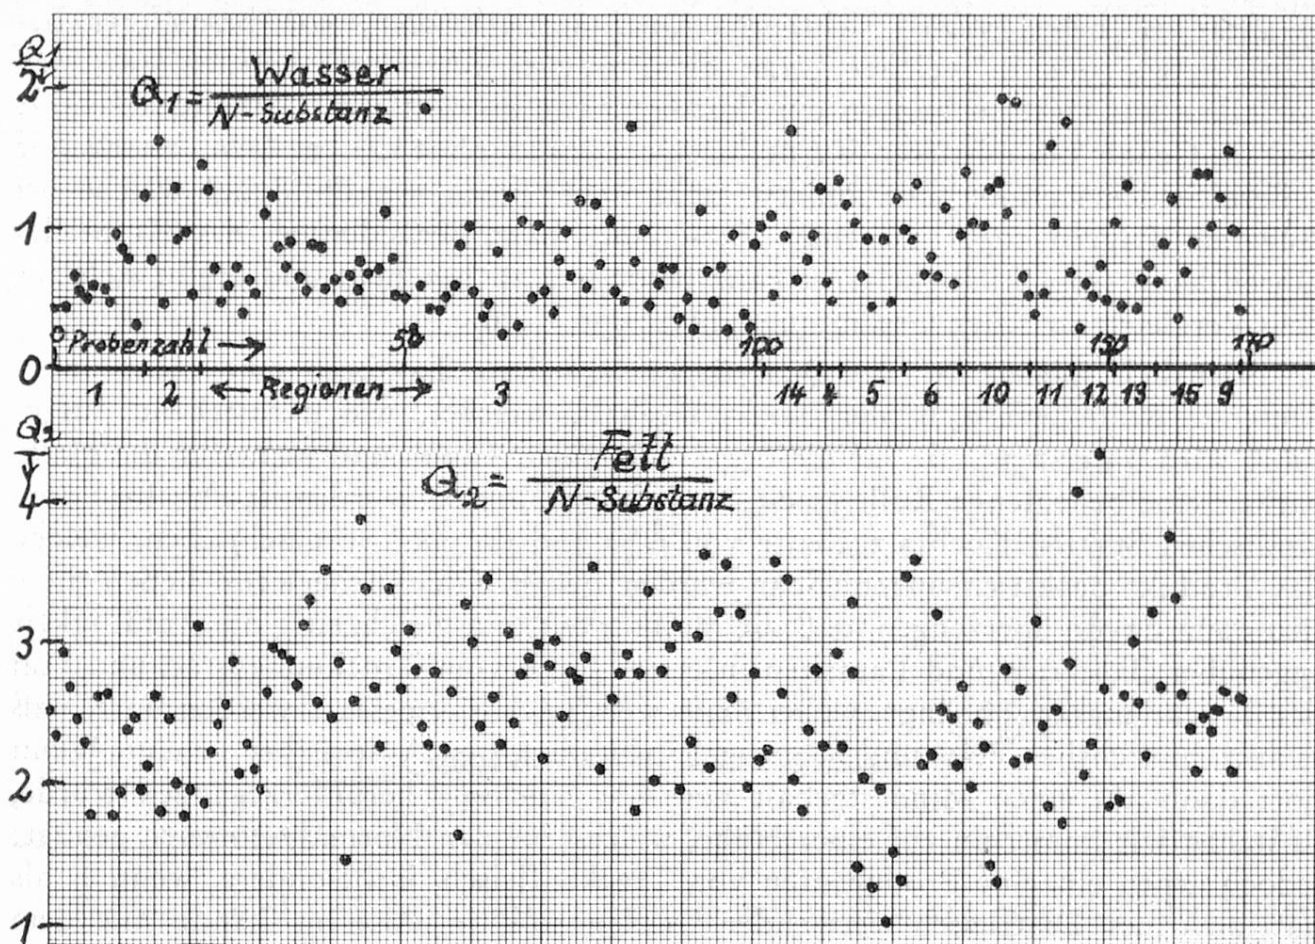 Q1
2
Q1 = Wasser
N-Substanz
1
0 Probenzahl → 50 100 150 170
0
1 2 ← Regionen → 3 14 4 5 6 10 11 12 13 15 9
Q2
Q2 = Fett
N-Substanz
4
3
2
1